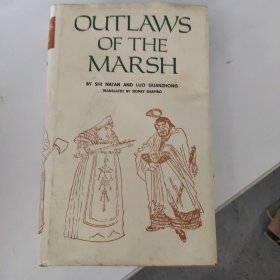 OUTLAWS
OF THE
MARSH
BY SHI NAI'AN AND LUO GUANZHONG
TRANSLATED BY SIDNEY SHAPIRO